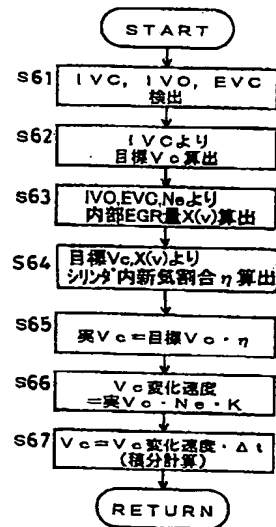 START
S61
IVC, IVO, EVC
検出
S62
IVCより
目標Vc算出
S63
IVO,EVC,Neより
内部EGR量X(v)算出
S64
目標Vc,X(v)より
シリンダ内新気割合η算出
S65
実Vc=目標Vc・η
S66
Vc変化速度
=実Vc・Ne・K
S67
Vc=Vc変化速度・Δt
(積分計算)
RETURN